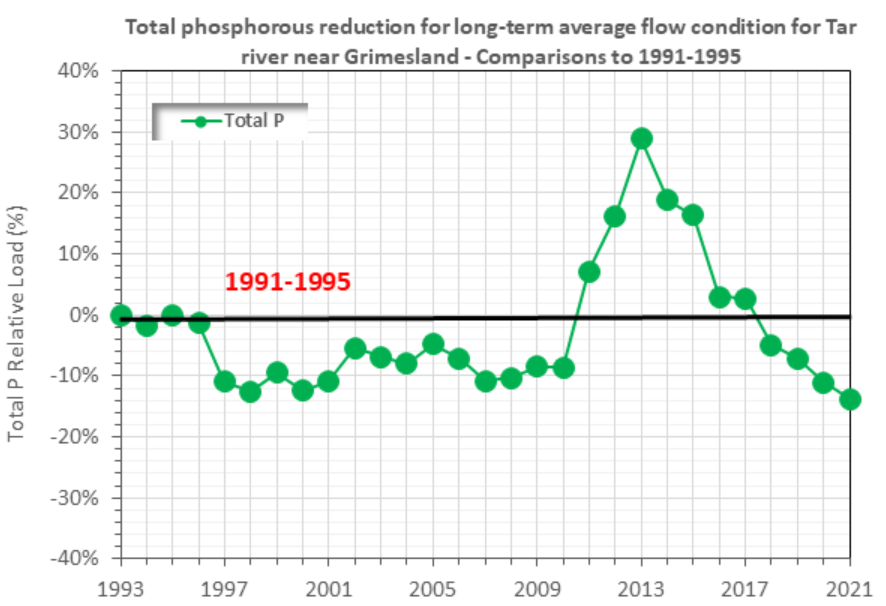 Total phosphorous reduction for long-term average flow condition for Tar
river near Grimesland - Comparisons to 1991-1995
40%
Total P
30%
20%
10%
1991-1995
0%
-10%
-20%
-30%
-40%
Total P Relative Load (%)
1993 1997 2001 2005 2009 2013 2017 2021